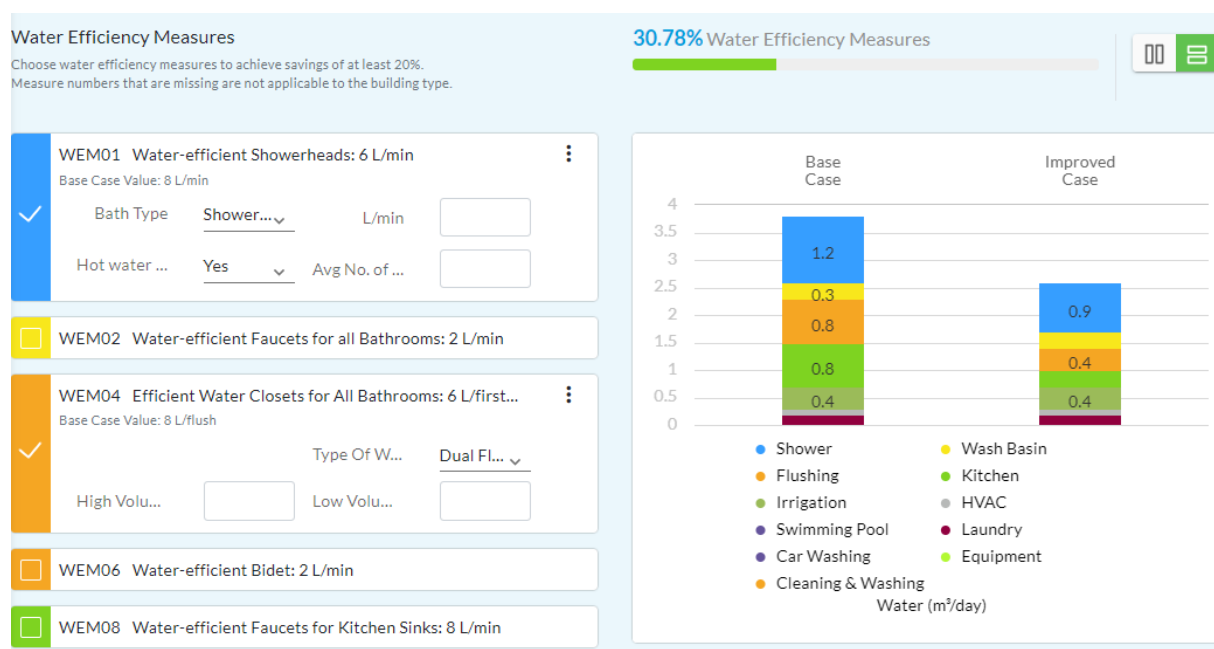 Water Efficiency Measures
Choose water efficiency measures to achieve savings of at least 20%.
Measure numbers that are missing are not applicable to the building type.
30.78% Water Efficiency Measures
WEM01 Water-efficient Showerheads: 6 L/min
Base Case Value: 8 L/min
Bath Type Shower... L/min
Hot water ... Yes Avg No. of ...
WEM02 Water-efficient Faucets for all Bathrooms: 2 L/min
WEM04 Efficient Water Closets for All Bathrooms: 6 L/first...
Base Case Value: 8 L/flush
Type Of W... Dual Fl...
High Volu... Low Volu...
WEM06 Water-efficient Bidet: 2 L/min
WEM08 Water-efficient Faucets for Kitchen Sinks: 8 L/min
Base
Case
Improved
Case
4
3.5
3
2.5
2
1.5
1
0.5
0
1.2
0.3
0.8
0.8
0.4
0.9
0.4
0.4
Shower Wash Basin
Flushing Kitchen
Irrigation HVAC
Swimming Pool Laundry
Car Washing Equipment
Cleaning & Washing
Water (m³/day)